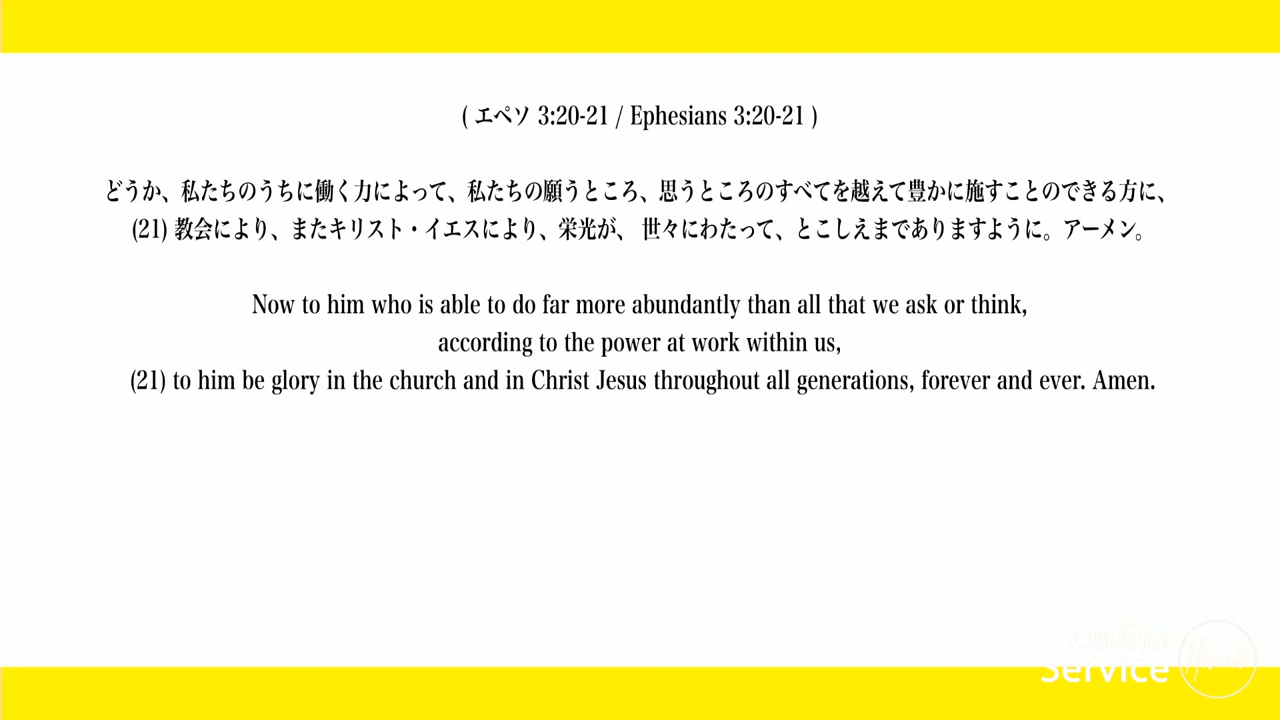 ( エペソ 3:20-21 / Ephesians 3:20-21 )
どうか、私たちのうちに働く力によって、私たちの願うところ、思うところのすべてを越えて豊かに施すことのできる方に、
(21) 教会により、またキリスト・イエスにより、栄光が、 世々にわたって、とこしえまでありますように。アーメン。
Now to him who is able to do far more abundantly than all that we ask or think,
according to the power at work within us,
(21) to him be glory in the church and in Christ Jesus throughout all generations, forever and ever. Amen.
Online
Service